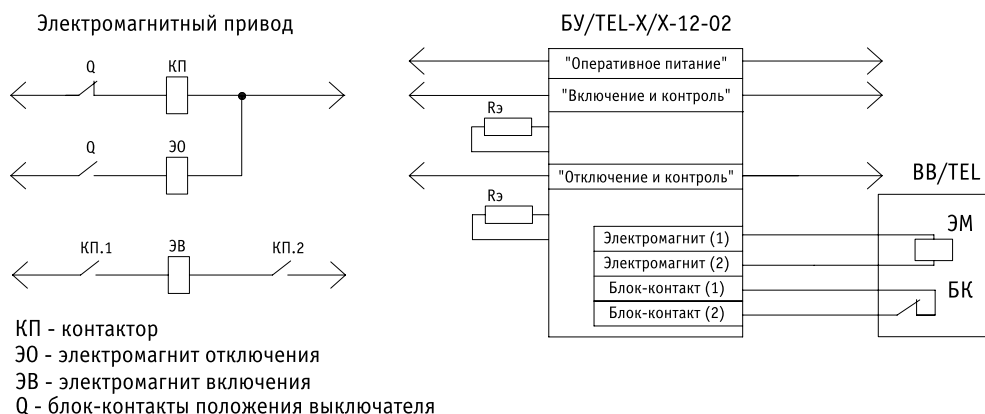 Электромагнитный привод
Q
КП
Q
ЭО
КП.1
ЭВ
КП.2
КП - контактор
ЭО - электромагнит отключения
ЭВ - электромагнит включения
Q - блок-контакты положения выключателя
БУ/TEL-X/X-12-02
"Оперативное питание"
"Включение и контроль"
Rэ
"Отключение и контроль"
Rэ
Электромагнит (1)
Электромагнит (2)
Блок-контакт (1)
Блок-контакт (2)
ВВ/TEL
ЭМ
БК